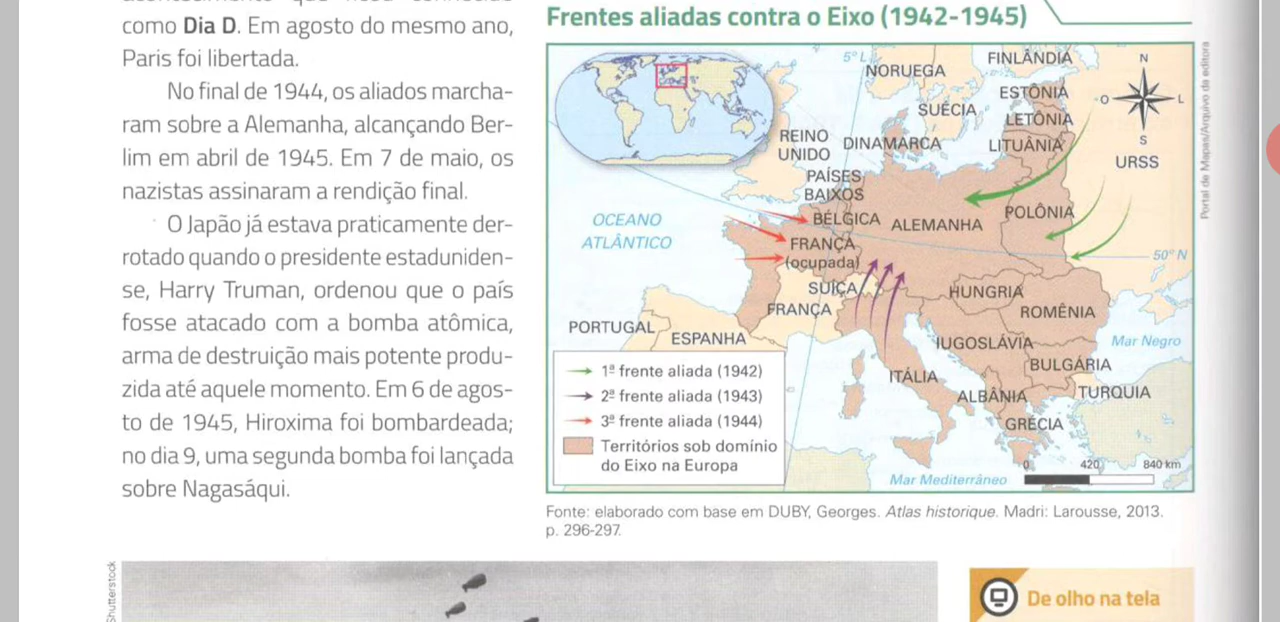 como Dia D. Em agosto do mesmo ano,
Paris foi libertada.
No final de 1944, os aliados marcha-
ram sobre a Alemanha, alcançando Ber-
lim em abril de 1945. Em 7 de maio, os
nazistas assinaram a rendição final.
O Japão já estava praticamente der-
rotado quando o presidente estaduniden-
se, Harry Truman, ordenou que o país
fosse atacado com a bomba atômica,
arma de destruição mais potente produ-
zida até aquele momento. Em 6 de agos-
to de 1945, Hiroxima foi bombardeada;
no dia 9, uma segunda bomba foi lançada
sobre Nagasáqui.
Frentes aliadas contra o Eixo (1942-1945)
5° L
NORUEGA
FINLÂNDIA
N
ESTÔNIA
O
L
SUÉCIA
LETÔNIA
REINO
UNIDO
DINAMARCA
LITUÂNIA
S
URSS
PAÍSES
BAIXOS
OCEANO
ATLÂNTICO
BÉLGICA
ALEMANHA
POLÔNIA
FRANÇA
(ocupada)
50° N
SUÍÇA
HUNGRIA
FRANÇA
ROMÊNIA
PORTUGAL
ESPANHA
IUGOSLÁVIA
Mar Negro
BULGÁRIA
ITÁLIA
ALBÂNIA
TURQUIA
GRÉCIA
Mar Mediterrâneo
0 420 840 km
1ª frente aliada (1942)
2ª frente aliada (1943)
3ª frente aliada (1944)
Territórios sob domínio
do Eixo na Europa
Portal de Mapas/Arquivo da editora
Fonte: elaborado com base em DUBY, Georges. Atlas historique. Madri: Larousse, 2013.
p. 296-297.
Shutterstock
De olho na tela